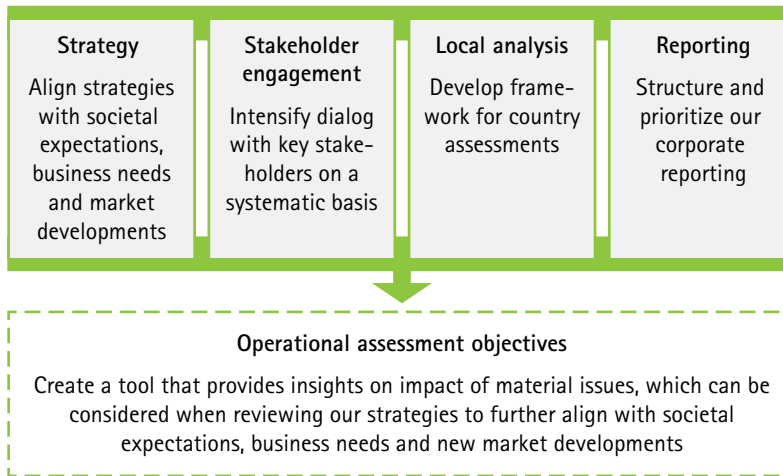 Strategy
Align strategies
with societal
expectations,
business needs
and market
developments
Stakeholder
engagement
Intensify dialog
with key stake-
holders on a
systematic basis
Local analysis
Develop frame-
work for country
assessments
Reporting
Structure and
prioritize our
corporate
reporting
Operational assessment objectives
Create a tool that provides insights on impact of material issues, which can be
considered when reviewing our strategies to further align with societal
expectations, business needs and new market developments